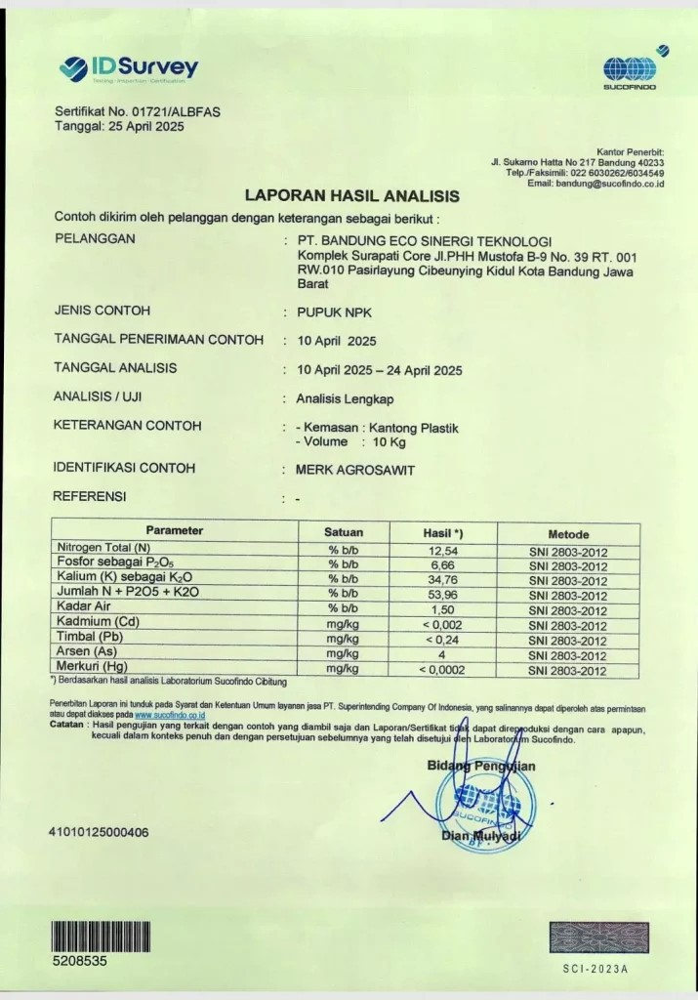 IDSurvey
Testing · Inspection · Certification
SUCOFINDO
Sertifikat No. 01721/ALBFAS
Tanggal: 25 April 2025
Kantor Penerbit:
Jl. Sukarno Hatta No 217 Bandung 40233
Telp./Faksimili: 022 6030262/6034549
Email: bandung@sucofindo.co.id
LAPORAN HASIL ANALISIS
Contoh dikirim oleh pelanggan dengan keterangan sebagai berikut :
PELANGGAN : PT. BANDUNG ECO SINERGI TEKNOLOGI
Komplek Surapati Core Jl.PHH Mustofa B-9 No. 39 RT. 001
RW.010 Pasirlayung Cibeunying Kidul Kota Bandung Jawa
Barat
JENIS CONTOH : PUPUK NPK
TANGGAL PENERIMAAN CONTOH : 10 April 2025
TANGGAL ANALISIS : 10 April 2025 – 24 April 2025
ANALISIS / UJI : Analisis Lengkap
KETERANGAN CONTOH : - Kemasan : Kantong Plastik
- Volume : 10 Kg
IDENTIFIKASI CONTOH : MERK AGROSAWIT
REFERENSI : -
Parameter Satuan Hasil *) Metode
Nitrogen Total (N) % b/b 12,54 SNI 2803-2012
Fosfor sebagai P₂O₅ % b/b 6,66 SNI 2803-2012
Kalium (K) sebagai K₂O % b/b 34,76 SNI 2803-2012
Jumlah N + P2O5 + K2O % b/b 53,96 SNI 2803-2012
Kadar Air % b/b 1,50 SNI 2803-2012
Kadmium (Cd) mg/kg < 0,002 SNI 2803-2012
Timbal (Pb) mg/kg < 0,24 SNI 2803-2012
Arsen (As) mg/kg 4 SNI 2803-2012
Merkuri (Hg) mg/kg < 0,0002 SNI 2803-2012
*) Berdasarkan hasil analisis Laboratorium Sucofindo Cibitung
Penerbitan Laporan ini tunduk pada Syarat dan Ketentuan Umum layanan jasa PT. Superintending Company Of Indonesia, yang salinannya dapat diperoleh atas permintaan
atau dapat diakses pada www.sucofindo.co.id
Catatan : Hasil pengujian yang terkait dengan contoh yang diambil saja dan Laporan/Sertifikat tidak dapat direproduksi dengan cara apapun,
kecuali dalam konteks penuh dan dengan persetujuan sebelumnya yang telah disetujui oleh Laboratorium Sucofindo.
Bidang Pengujian
SUCOFINDO
Dian Mulyadi
41010125000406
5208535
SCI-2023A